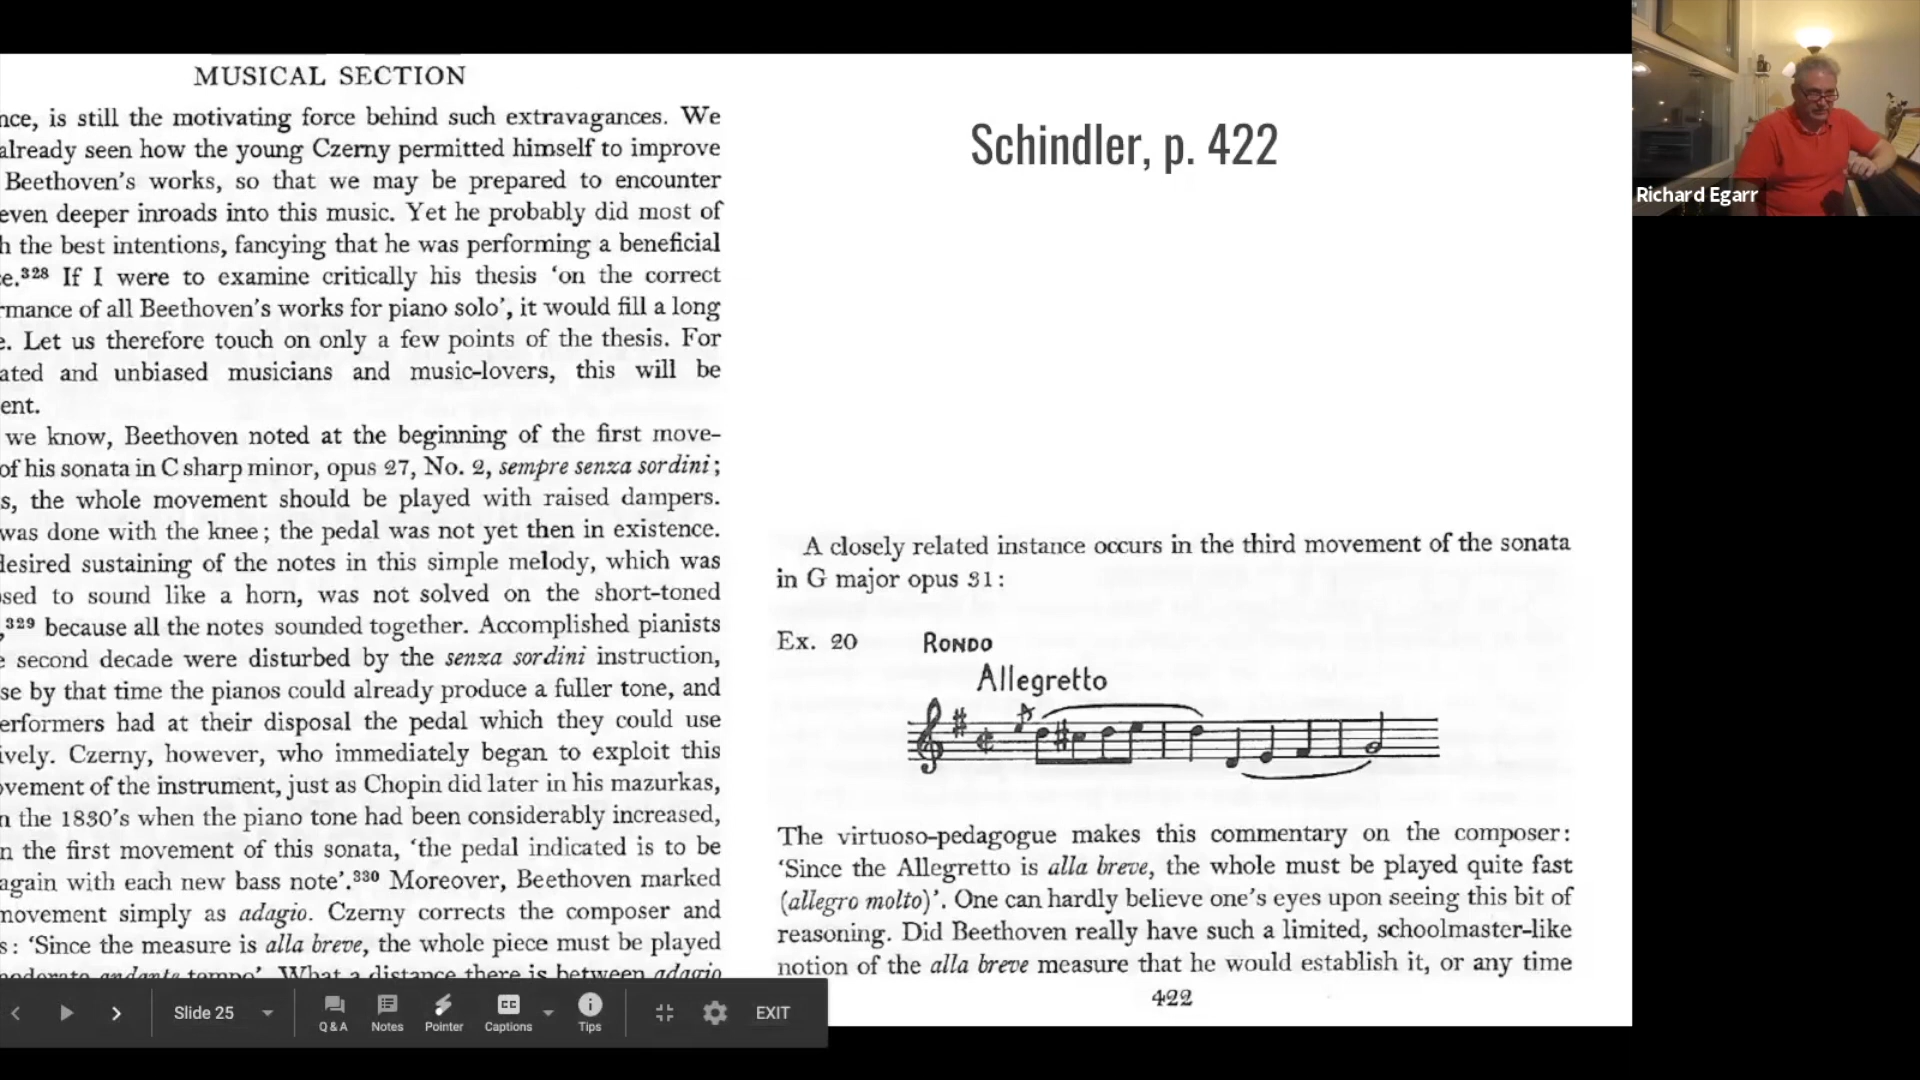 MUSICAL SECTION
nce, is still the motivating force behind such extravagances. We
already seen how the young Czerny permitted himself to improve
Beethoven's works, so that we may be prepared to encounter
even deeper inroads into this music. Yet he probably did most of
h the best intentions, fancying that he was performing a beneficial
e.³²⁸ If I were to examine critically his thesis 'on the correct
rmance of all Beethoven's works for piano solo', it would fill a long
e. Let us therefore touch on only a few points of the thesis. For
ated and unbiased musicians and music-lovers, this will be
ent.
we know, Beethoven noted at the beginning of the first move-
of his sonata in C sharp minor, opus 27, No. 2, sempre senza sordini;
s, the whole movement should be played with raised dampers.
was done with the knee; the pedal was not yet then in existence.
desired sustaining of the notes in this simple melody, which was
sed to sound like a horn, was not solved on the short-toned
,³²⁹ because all the notes sounded together. Accomplished pianists
e second decade were disturbed by the senza sordini instruction,
se by that time the pianos could already produce a fuller tone, and
erformers had at their disposal the pedal which they could use
ively. Czerny, however, who immediately began to exploit this
ovement of the instrument, just as Chopin did later in his mazurkas,
n the 1830's when the piano tone had been considerably increased,
n the first movement of this sonata, 'the pedal indicated is to be
again with each new bass note'.³³⁰ Moreover, Beethoven marked
movement simply as adagio. Czerny corrects the composer and
s: 'Since the measure is alla breve, the whole piece must be played
moderate andante tempo'. What a distance there is between adagio
Schindler, p. 422
A closely related instance occurs in the third movement of the sonata
in G major opus 31:
Ex. 20 RONDO
Allegretto
The virtuoso-pedagogue makes this commentary on the composer:
'Since the Allegretto is alla breve, the whole must be played quite fast
(allegro molto)'. One can hardly believe one's eyes upon seeing this bit of
reasoning. Did Beethoven really have such a limited, schoolmaster-like
notion of the alla breve measure that he would establish it, or any time
422
Richard Egarr
Slide 25
Q&A Notes Pointer Captions Tips EXIT